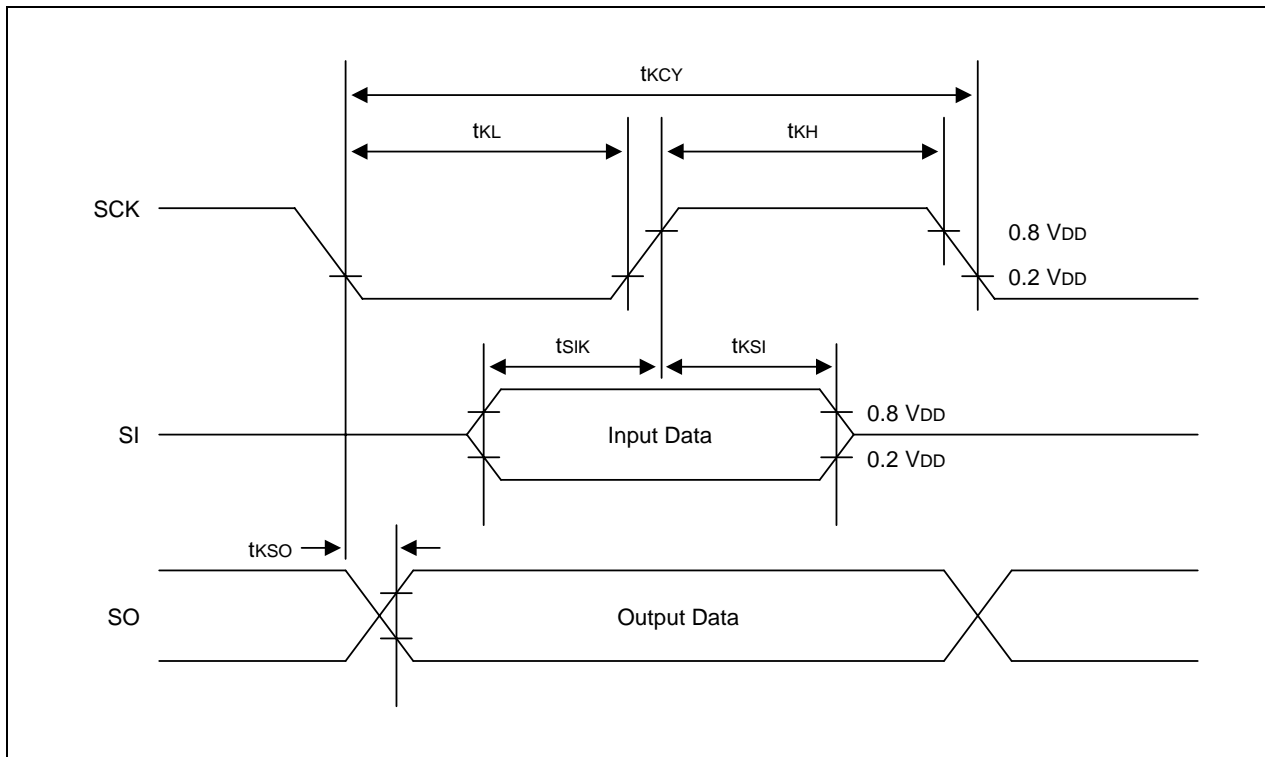 tKCY
tKL
tKH
SCK
0.8 VDD
0.2 VDD
tSIK
tKSI
0.8 VDD
SI
Input Data
0.2 VDD
tKSO
SO
Output Data